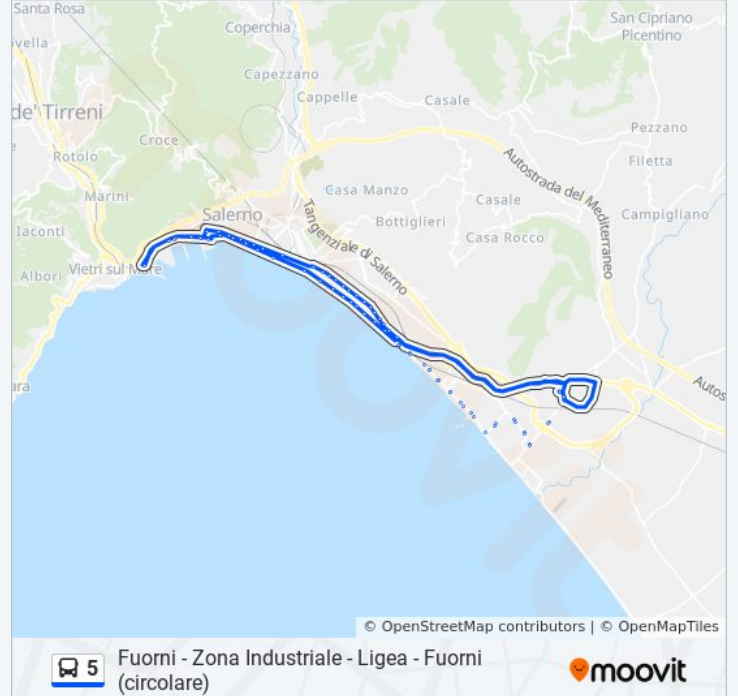 Santa Rosa
San Cipriano
Picentino
Coperchia
vella
Capezzano
Cappelle
Casale
de' Tirreni
Pezzano
Croce
Rotolo
Filetta
Autostrada del Mediterraneo
Casa Manzo
Casale
Marini
Salerno
Campigliano
Bottiglieri
Iaconti
Tangenziale di Salerno
Casa Rocco
Albori
Vietri sul Mare
ara
Autos
© OpenStreetMap contributors | © OpenMapTiles
5
Fuorni - Zona Industriale - Ligea - Fuorni
(circolare)
moovit